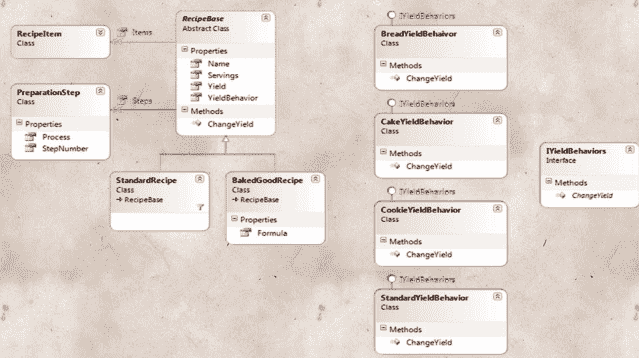 RecipeItem
Class
Items
RecipeBase
Abstract Class
Properties
Name
Servings
Yield
YieldBehavior
Methods
ChangeYield
PreparationStep
Class
Properties
Process
StepNumber
Steps
StandardRecipe
Class
RecipeBase
BakedGoodRecipe
Class
RecipeBase
Properties
Formula
IYieldBehaviors
BreadYieldBehaivor
Class
Methods
ChangeYield
IYieldBehaviors
CakeYieldBehavior
Class
Methods
ChangeYield
IYieldBehaviors
CookieYieldBehavior
Class
Methods
ChangeYield
IYieldBehaviors
StandardYieldBehavior
Class
Methods
ChangeYield
IYieldBehaviors
Interface
Methods
ChangeYield